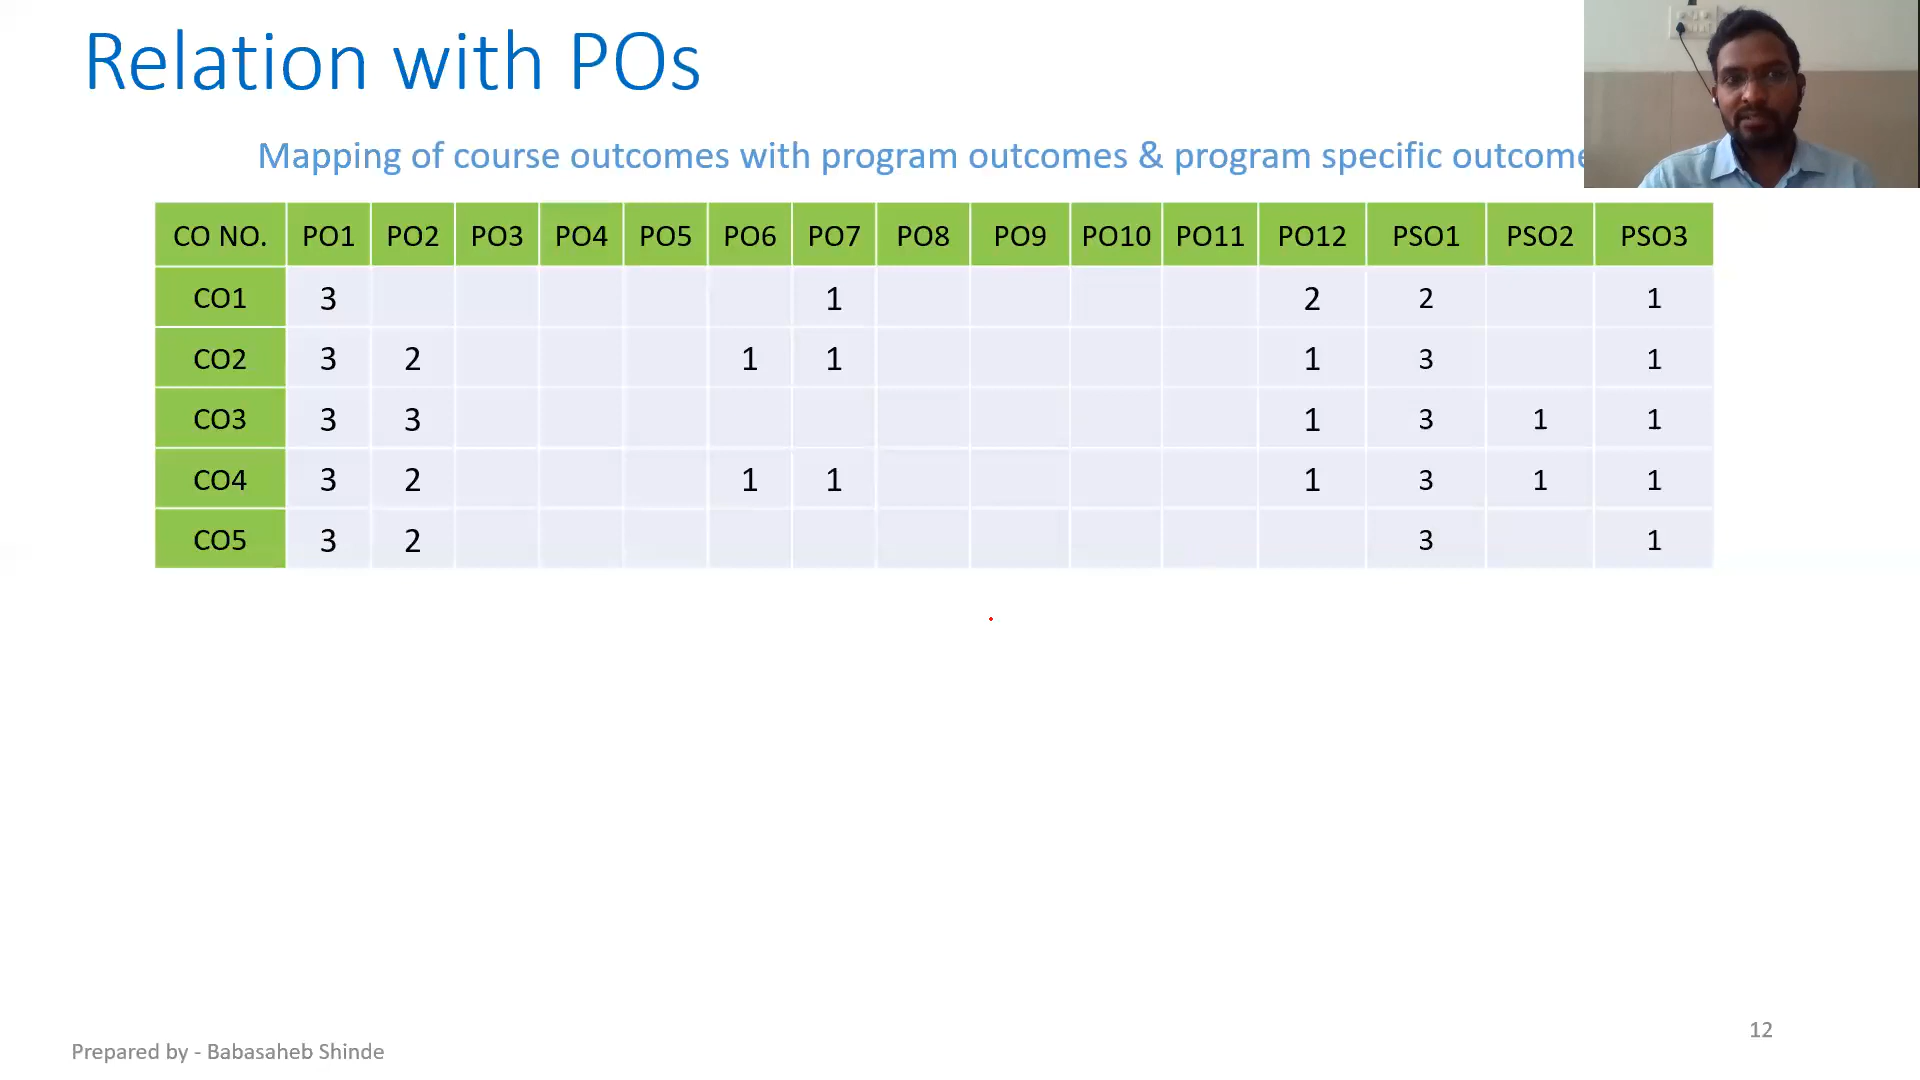 Relation with POs
Mapping of course outcomes with program outcomes & program specific outcome
CO NO. PO1 PO2 PO3 PO4 PO5 PO6 PO7 PO8 PO9 PO10 PO11 PO12 PSO1 PSO2 PSO3
CO1 3 1 2 2 1
CO2 3 2 1 1 1 3 1
CO3 3 3 1 3 1 1
CO4 3 2 1 1 1 3 1 1
CO5 3 2 3 1
12
Prepared by - Babasaheb Shinde